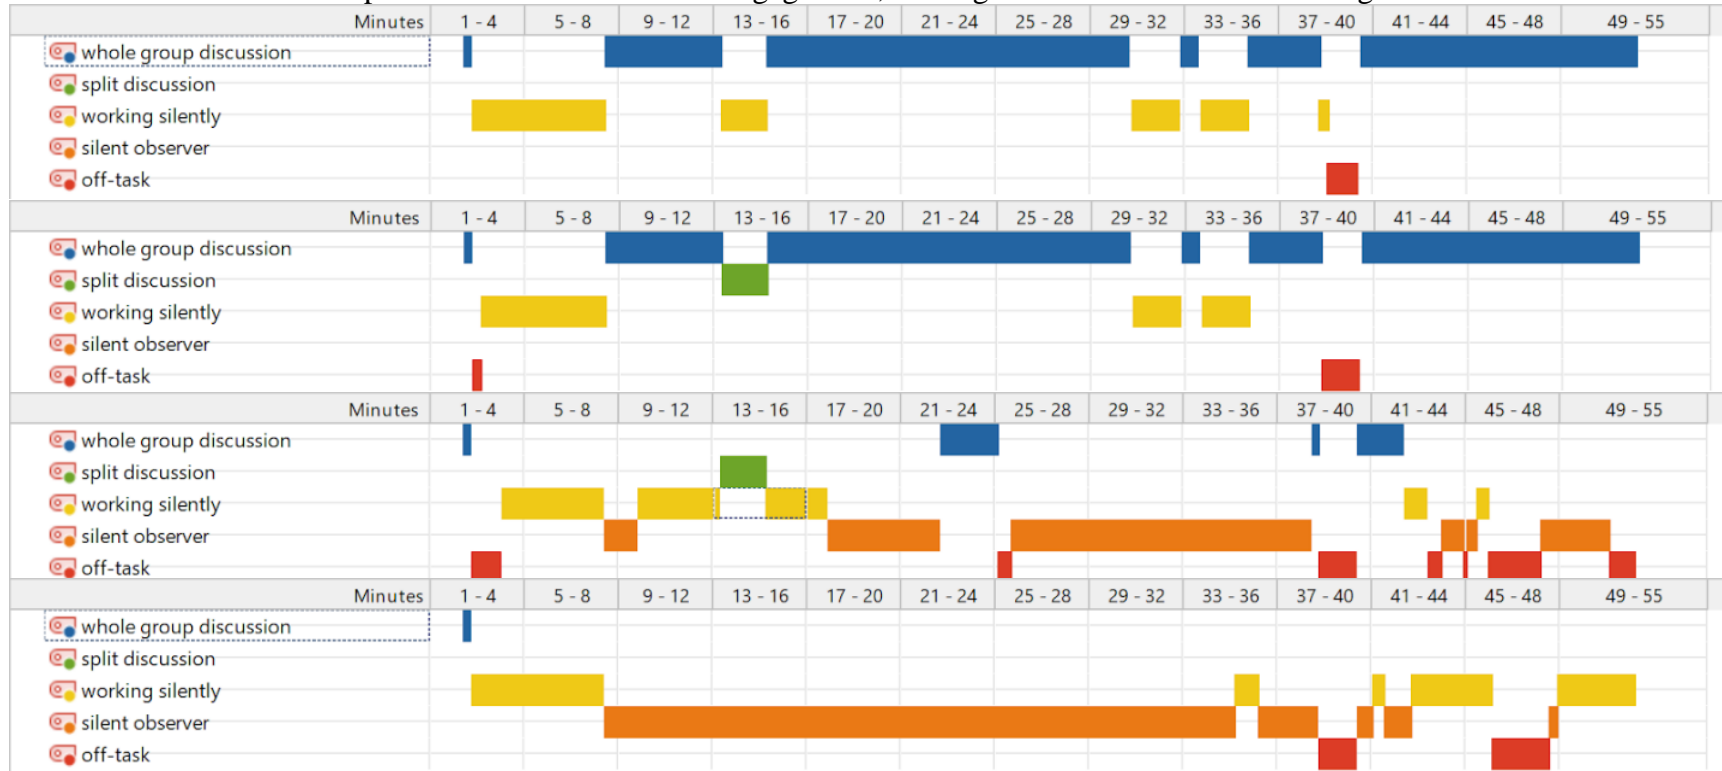 Minutes 1 - 4 5 - 8 9 - 12 13 - 16 17 - 20 21 - 24 25 - 28 29 - 32 33 - 36 37 - 40 41 - 44 45 - 48 49 - 55
whole group discussion
split discussion
working silently
silent observer
off-task
Minutes 1 - 4 5 - 8 9 - 12 13 - 16 17 - 20 21 - 24 25 - 28 29 - 32 33 - 36 37 - 40 41 - 44 45 - 48 49 - 55
whole group discussion
split discussion
working silently
silent observer
off-task
Minutes 1 - 4 5 - 8 9 - 12 13 - 16 17 - 20 21 - 24 25 - 28 29 - 32 33 - 36 37 - 40 41 - 44 45 - 48 49 - 55
whole group discussion
split discussion
working silently
silent observer
off-task
Minutes 1 - 4 5 - 8 9 - 12 13 - 16 17 - 20 21 - 24 25 - 28 29 - 32 33 - 36 37 - 40 41 - 44 45 - 48 49 - 55
whole group discussion
split discussion
working silently
silent observer
off-task